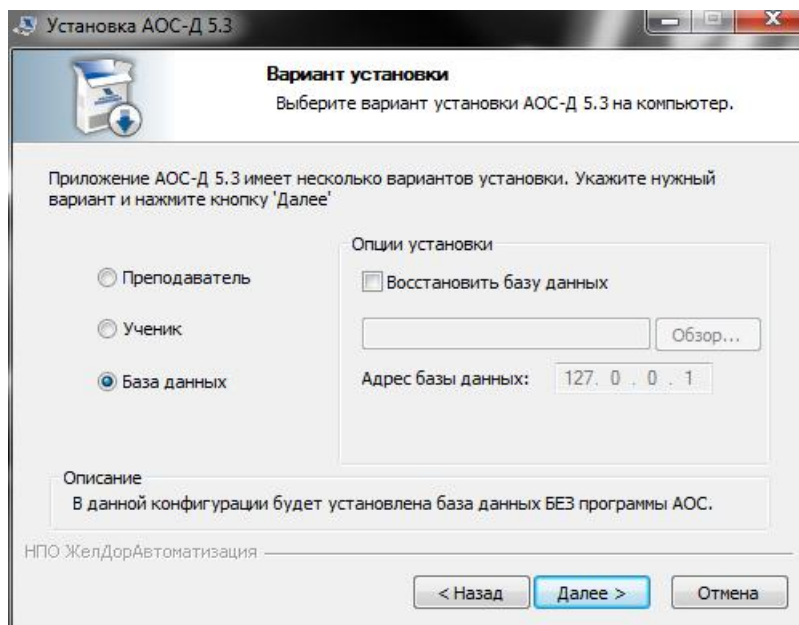 Установка АОС-Д 5.3
Вариант установки
Выберите вариант установки АОС-Д 5.3 на компьютер.
Приложение АОС-Д 5.3 имеет несколько вариантов установки. Укажите нужный
вариант и нажмите кнопку 'Далее'
Преподаватель
Ученик
База данных
Опции установки
Восстановить базу данных
Обзор...
Адрес базы данных: 127. 0 . 0 . 1
Описание
В данной конфигурации будет установлена база данных БЕЗ программы АОС.
НПО ЖелДорАвтоматизация
< Назад Далее > Отмена